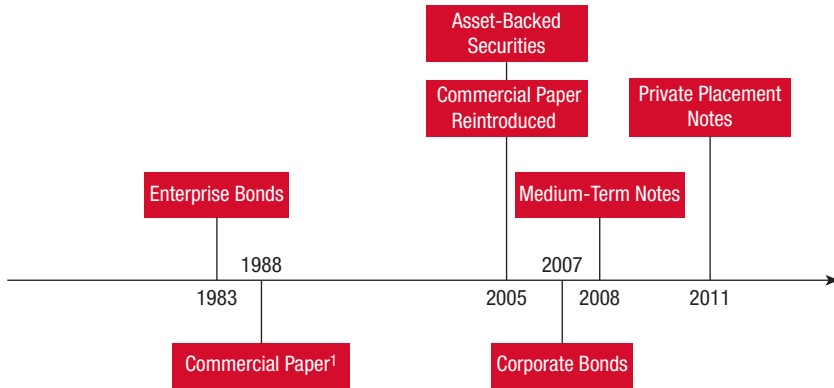 Asset-Backed
Securities
Commercial Paper
Reintroduced
Private Placement
Notes
Enterprise Bonds
Medium-Term Notes
1988
2007
1983
2005
2008
2011
Commercial Paper¹
Corporate Bonds